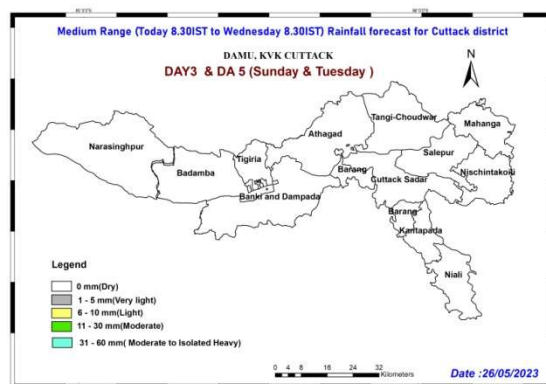 Medium Range (Today 8.30IST to Wednesday 8.30IST) Rainfall forecast for Cuttack district
DAMU, KVK CUTTACK
DAY3 & DA 5 (Sunday & Tuesday )
N
Tangi-Choudwar
Mahanga
Athagad
Narasinghpur
Salepur
Tigiria
Nischintakoili
Badamba
Barang
Cuttack Sadar
Banki and Dampada
Barang
Kantapada
Niali
Legend
0 mm(Dry)
1 - 5 mm(Very light)
6 - 10 mm(Light)
11 - 30 mm(Moderate)
31 - 60 mm( Moderate to Isolated Heavy)
0 4 8 16 24 32
Kilometers
Date :26/05/2023